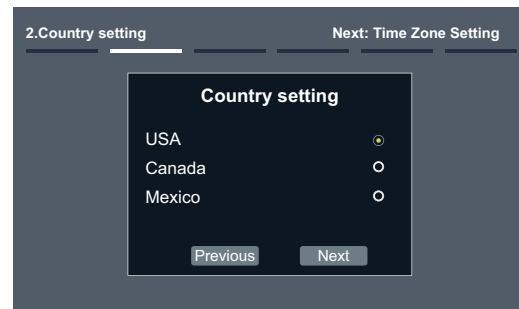 2.Country setting Next: Time Zone Setting
Country setting
USA
Canada
Mexico
Previous Next